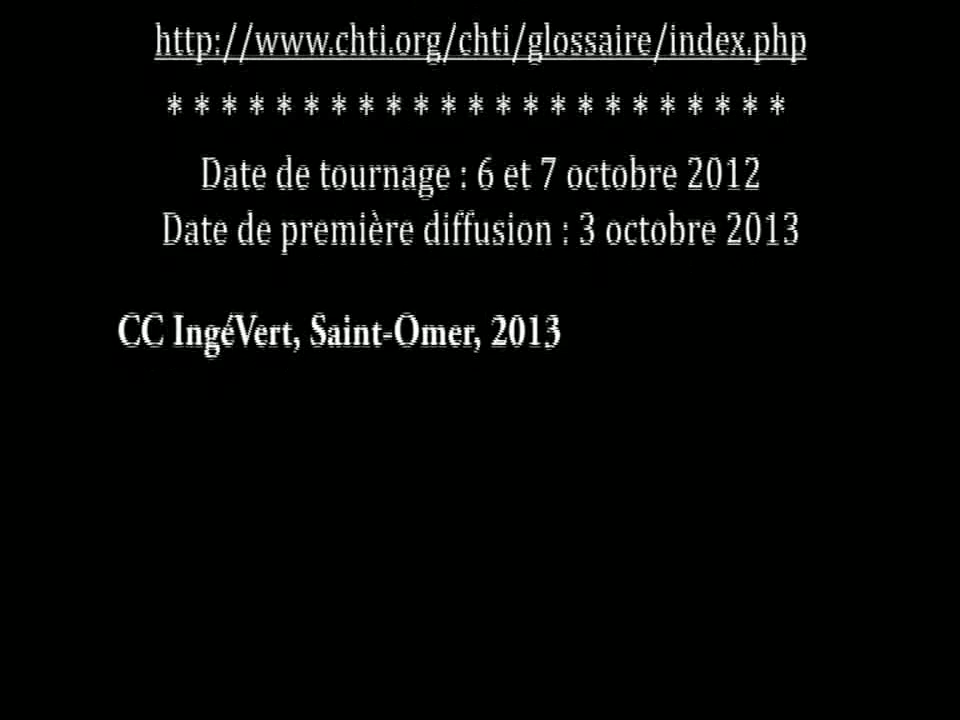 http://www.chti.org/chti/glossaire/index.php
* * * * * * * * * * * * * * * * * * * * * * *
Date de tournage : 6 et 7 octobre 2012
Date de première diffusion : 3 octobre 2013
CC IngéVert, Saint-Omer, 2013